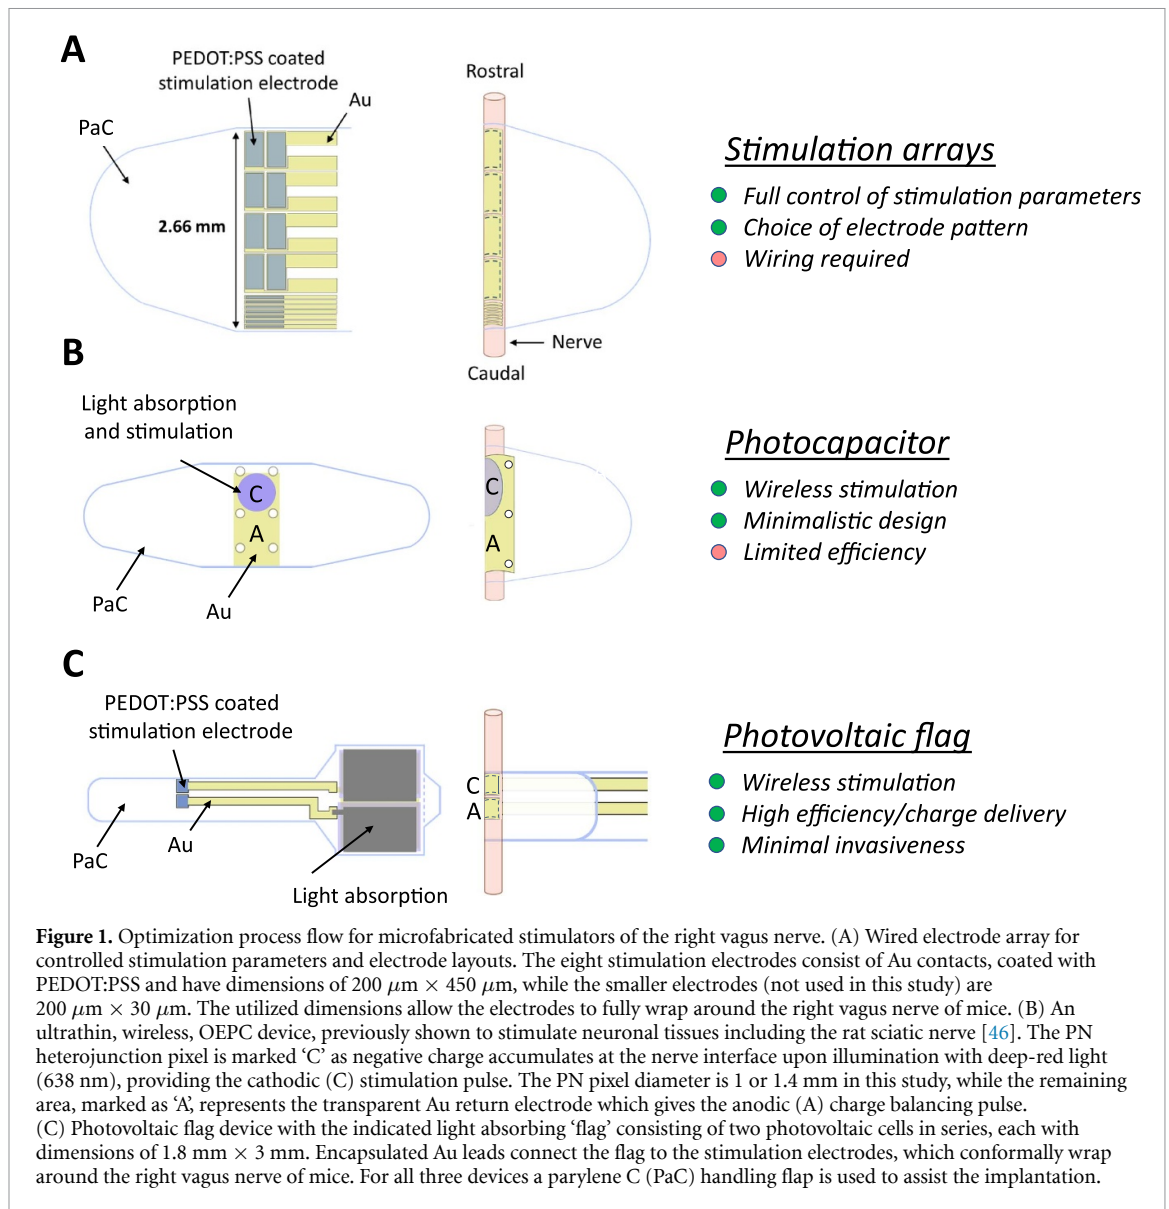 A
PEDOT:PSS coated
stimulation electrode
Au
PaC
2.66 mm
Rostral
Nerve
Caudal
Stimulation arrays
Full control of stimulation parameters
Choice of electrode pattern
Wiring required
B
Light absorption
and stimulation
C
A
PaC
Au
C
A
Photocapacitor
Wireless stimulation
Minimalistic design
Limited efficiency
C
PEDOT:PSS coated
stimulation electrode
PaC
Au
Light absorption
C
A
Photovoltaic flag
Wireless stimulation
High efficiency/charge delivery
Minimal invasiveness
Figure 1. Optimization process flow for microfabricated stimulators of the right vagus nerve. (A) Wired electrode array for
controlled stimulation parameters and electrode layouts. The eight stimulation electrodes consist of Au contacts, coated with
PEDOT:PSS and have dimensions of 200 μm × 450 μm, while the smaller electrodes (not used in this study) are
200 μm × 30 μm. The utilized dimensions allow the electrodes to fully wrap around the right vagus nerve of mice. (B) An
ultrathin, wireless, OEPC device, previously shown to stimulate neuronal tissues including the rat sciatic nerve [46]. The PN
heterojunction pixel is marked ‘C’ as negative charge accumulates at the nerve interface upon illumination with deep-red light
(638 nm), providing the cathodic (C) stimulation pulse. The PN pixel diameter is 1 or 1.4 mm in this study, while the remaining
area, marked as ‘A’, represents the transparent Au return electrode which gives the anodic (A) charge balancing pulse.
(C) Photovoltaic flag device with the indicated light absorbing ‘flag’ consisting of two photovoltaic cells in series, each with
dimensions of 1.8 mm × 3 mm. Encapsulated Au leads connect the flag to the stimulation electrodes, which conformally wrap
around the right vagus nerve of mice. For all three devices a parylene C (PaC) handling flap is used to assist the implantation.